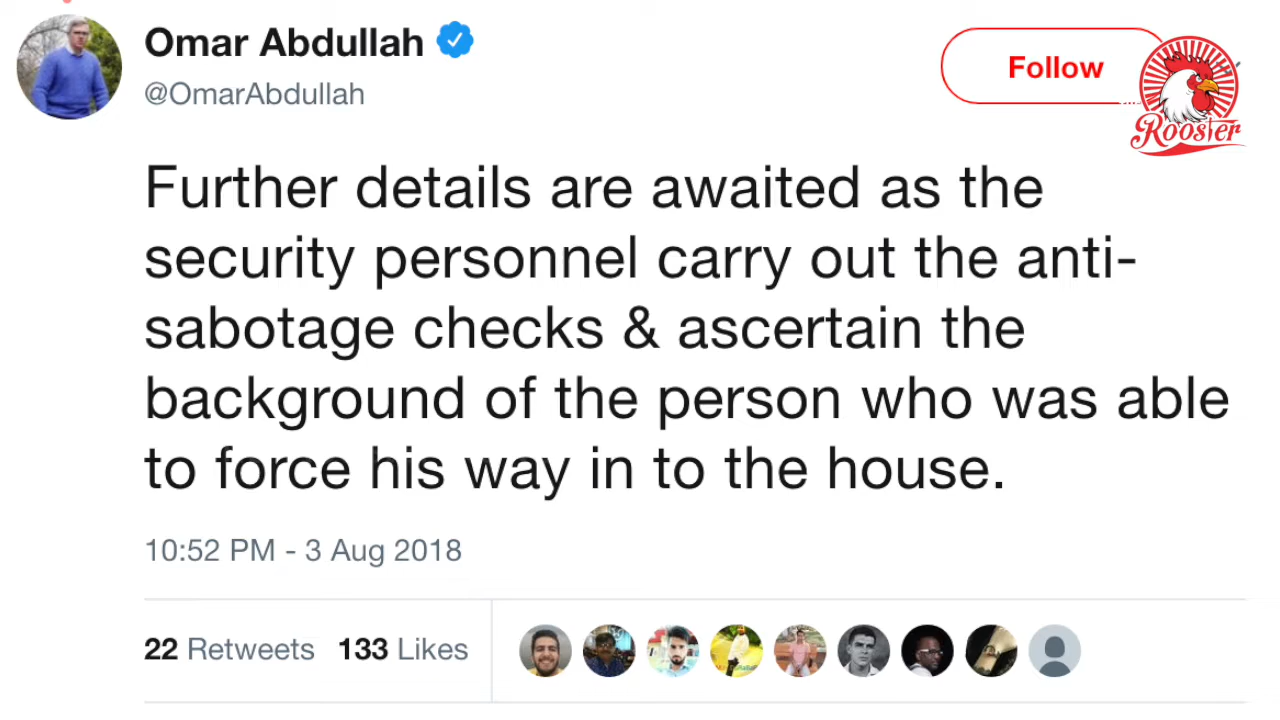 Omar Abdullah
@OmarAbdullah
Follow
Rooster
Further details are awaited as the
security personnel carry out the anti-
sabotage checks & ascertain the
background of the person who was able
to force his way in to the house.
10:52 PM - 3 Aug 2018
22 Retweets 133 Likes